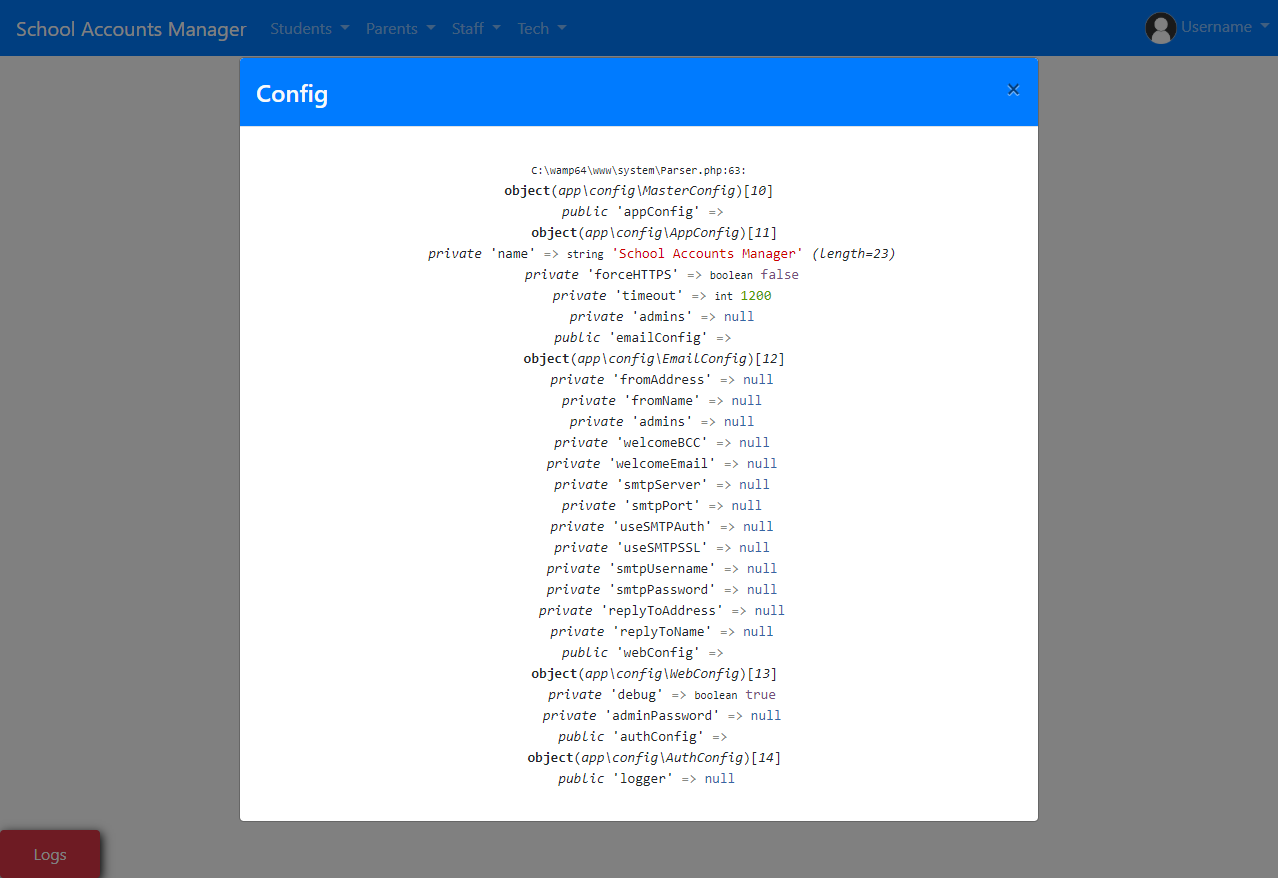 School Accounts Manager Students Parents Staff Tech Username
Config ×
C:\wamp64\www\system\Parser.php:63:
object(app\config\MasterConfig)[10]
public 'appConfig' =>
object(app\config\AppConfig)[11]
private 'name' => string 'School Accounts Manager' (length=23)
private 'forceHTTPS' => boolean false
private 'timeout' => int 1200
private 'admins' => null
public 'emailConfig' =>
object(app\config\EmailConfig)[12]
private 'fromAddress' => null
private 'fromName' => null
private 'admins' => null
private 'welcomeBCC' => null
private 'welcomeEmail' => null
private 'smtpServer' => null
private 'smtpPort' => null
private 'useSMTPAuth' => null
private 'useSMTPSSL' => null
private 'smtpUsername' => null
private 'smtpPassword' => null
private 'replyToAddress' => null
private 'replyToName' => null
public 'webConfig' =>
object(app\config\WebConfig)[13]
private 'debug' => boolean true
private 'adminPassword' => null
public 'authConfig' =>
object(app\config\AuthConfig)[14]
public 'logger' => null
Logs